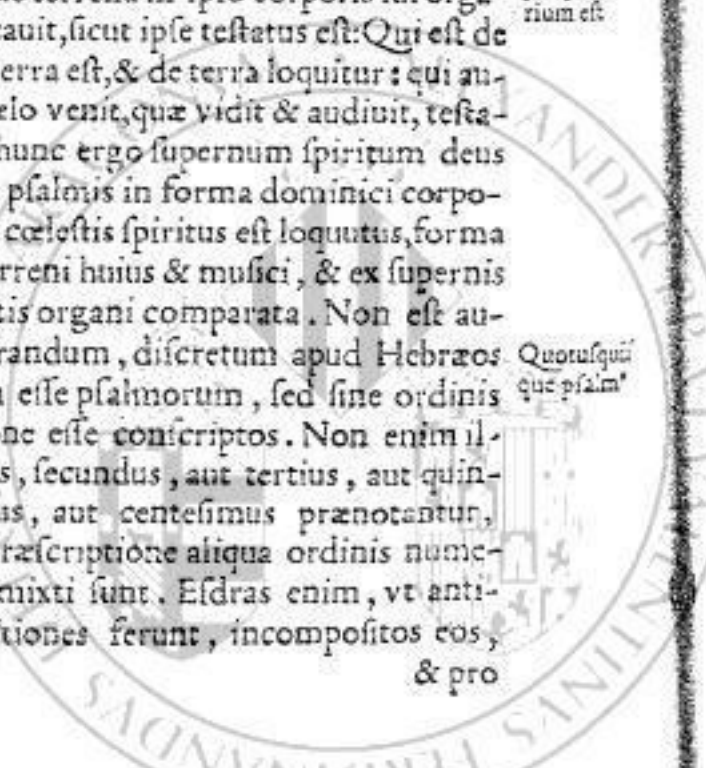 rium est
cauit,ſicut ipſe teſtatus eſt:Qui eſt de
erra eſt,& de terra loquitur: qui au-
elo venit,quæ vidit & audiuit, teſta-
hunc ergo ſupernum ſpiritum deus
pſalmis in forma dominici corpo-
cœleſtis ſpiritus eſt loquutus,forma
rreni huius & muſici, & ex ſupernis
tis organi comparata. Non eſt au-
randum, diſcretum apud Hebræos
eſſe pſalmorum, ſed ſine ordinis
ne eſſe conſcriptos. Non enim il-
s, ſecundus, aut tertius, aut quin-
us, aut centeſimus prænotantur,
ræſcriptione aliqua ordinis nume-
mixti ſunt. Eſdras enim, vt anti-
tiones ferunt, incompoſitos eos,
& pro
que pſalm'